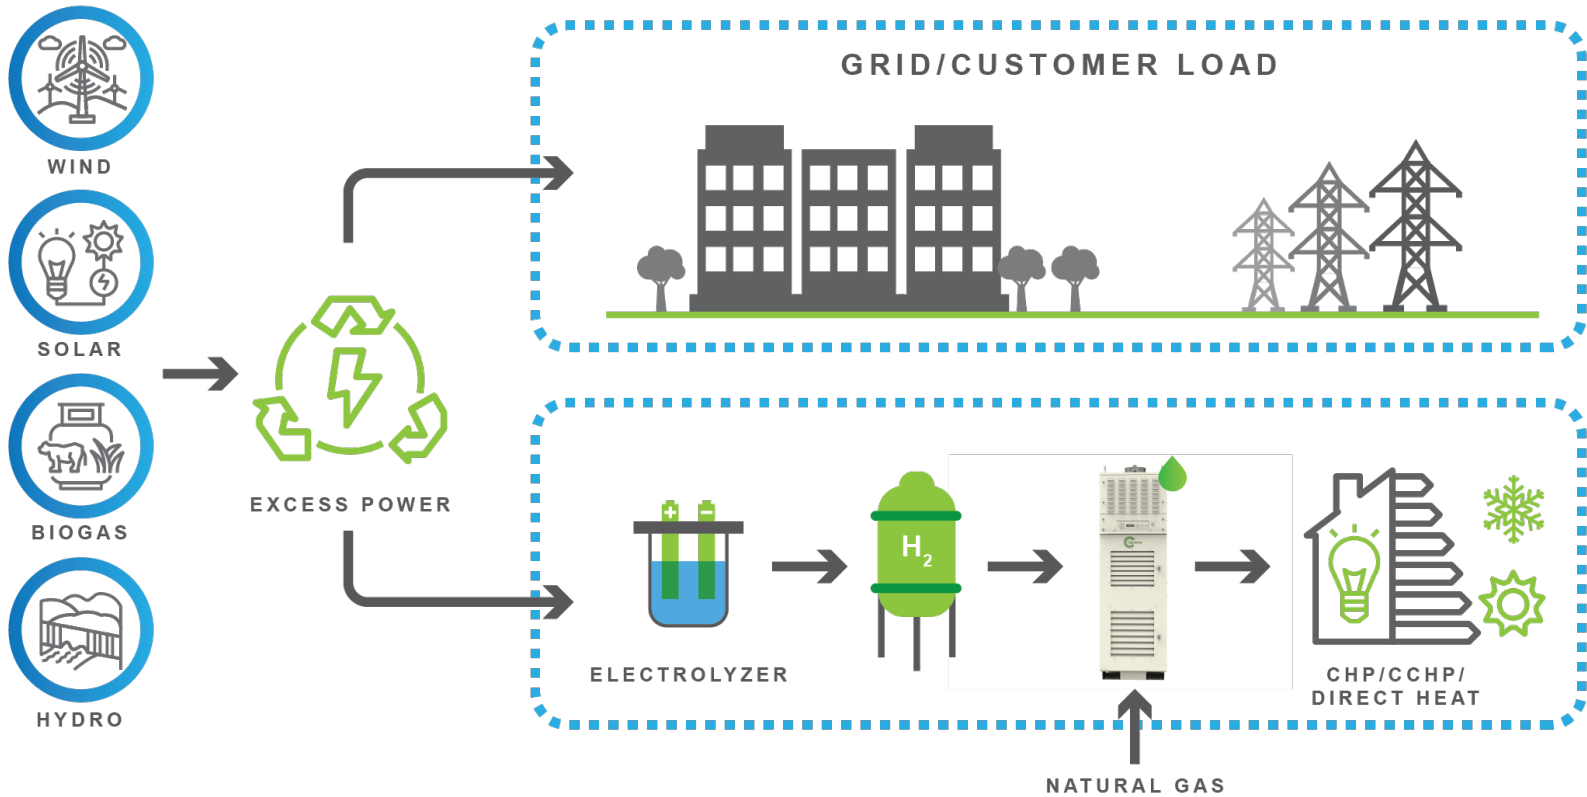 WIND
SOLAR
BIOGAS
HYDRO
EXCESS POWER
GRID/CUSTOMER LOAD
+ −
ELECTROLYZER
H2
NATURAL GAS
CHP/CCHP/
DIRECT HEAT